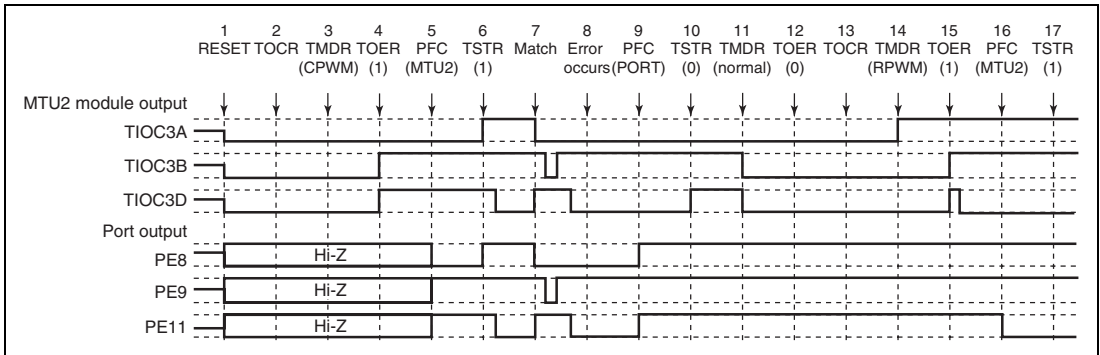 1 2 3 4 5 6 7 8 9 10 11 12 13 14 15 16 17
RESET TOCR TMDR TOER PFC TSTR Match Error PFC TSTR TMDR TOER TOCR TMDR TOER PFC TSTR
(CPWM) (1) (MTU2) (1) occurs (PORT) (0) (normal) (0) (RPWM) (1) (MTU2) (1)
MTU2 module output
TIOC3A
TIOC3B
TIOC3D
Port output
PE8 Hi-Z
PE9 Hi-Z
PE11 Hi-Z